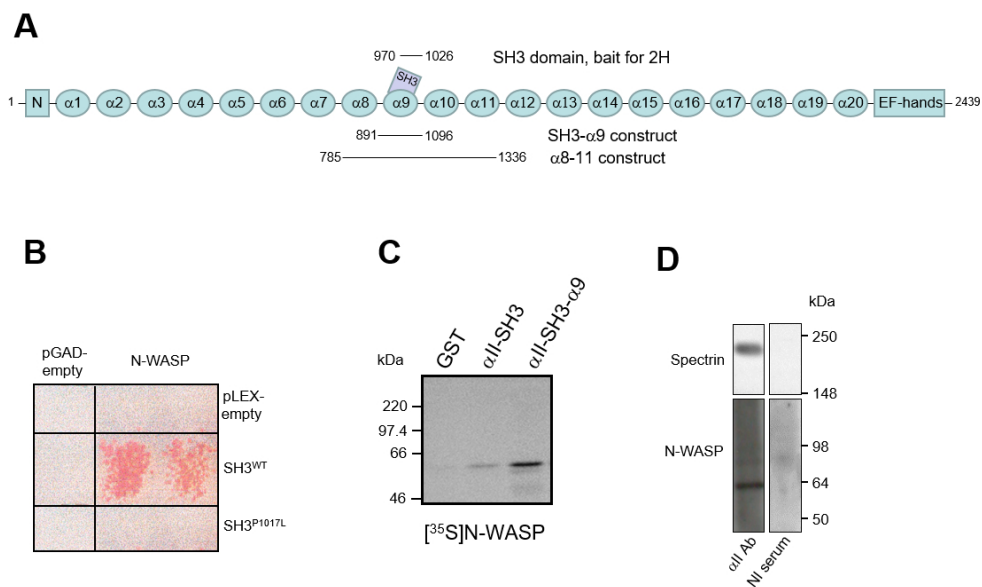 A
970 1026 SH3 domain, bait for 2H
SH3
1 N α1 α2 α3 α4 α5 α6 α7 α8 α9 α10 α11 α12 α13 α14 α15 α16 α17 α18 α19 α20 EF-hands 2439
891 1096 SH3-α9 construct
785 1336 α8-11 construct
B
pGAD-
empty
N-WASP
pLEX-
empty
SH3WT
SH3P1017L
C
kDa
GST
αII-SH3
αII-SH3-α9
220
97.4
66
46
[35S]N-WASP
D
kDa
Spectrin
250
148
N-WASP
98
64
50
αII Ab
NI serum